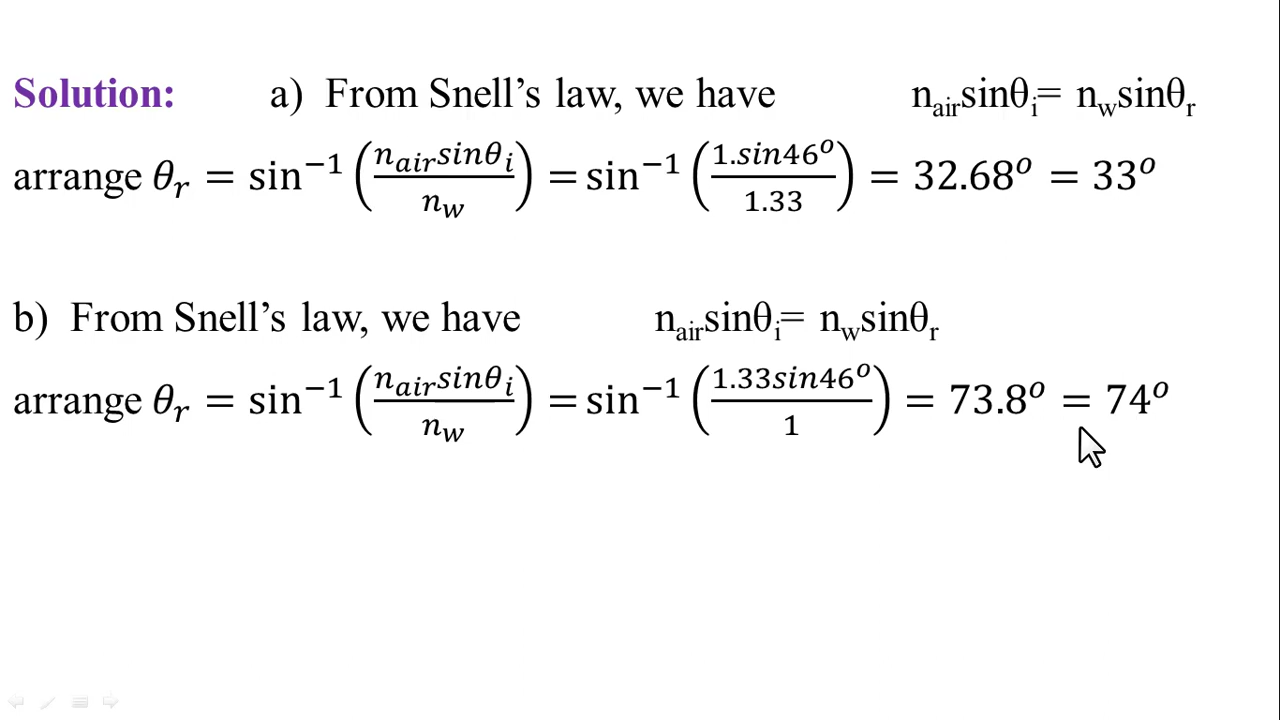 Solution: a) From Snell's law, we have n_air sinθ_i = n_w sinθ_r
arrange θ_r = sin⁻¹(n_air sinθ_i / n_w) = sin⁻¹(1.sin46° / 1.33) = 32.68° = 33°
b) From Snell's law, we have n_air sinθ_i = n_w sinθ_r
arrange θ_r = sin⁻¹(n_air sinθ_i / n_w) = sin⁻¹(1.33sin46° / 1) = 73.8° = 74°